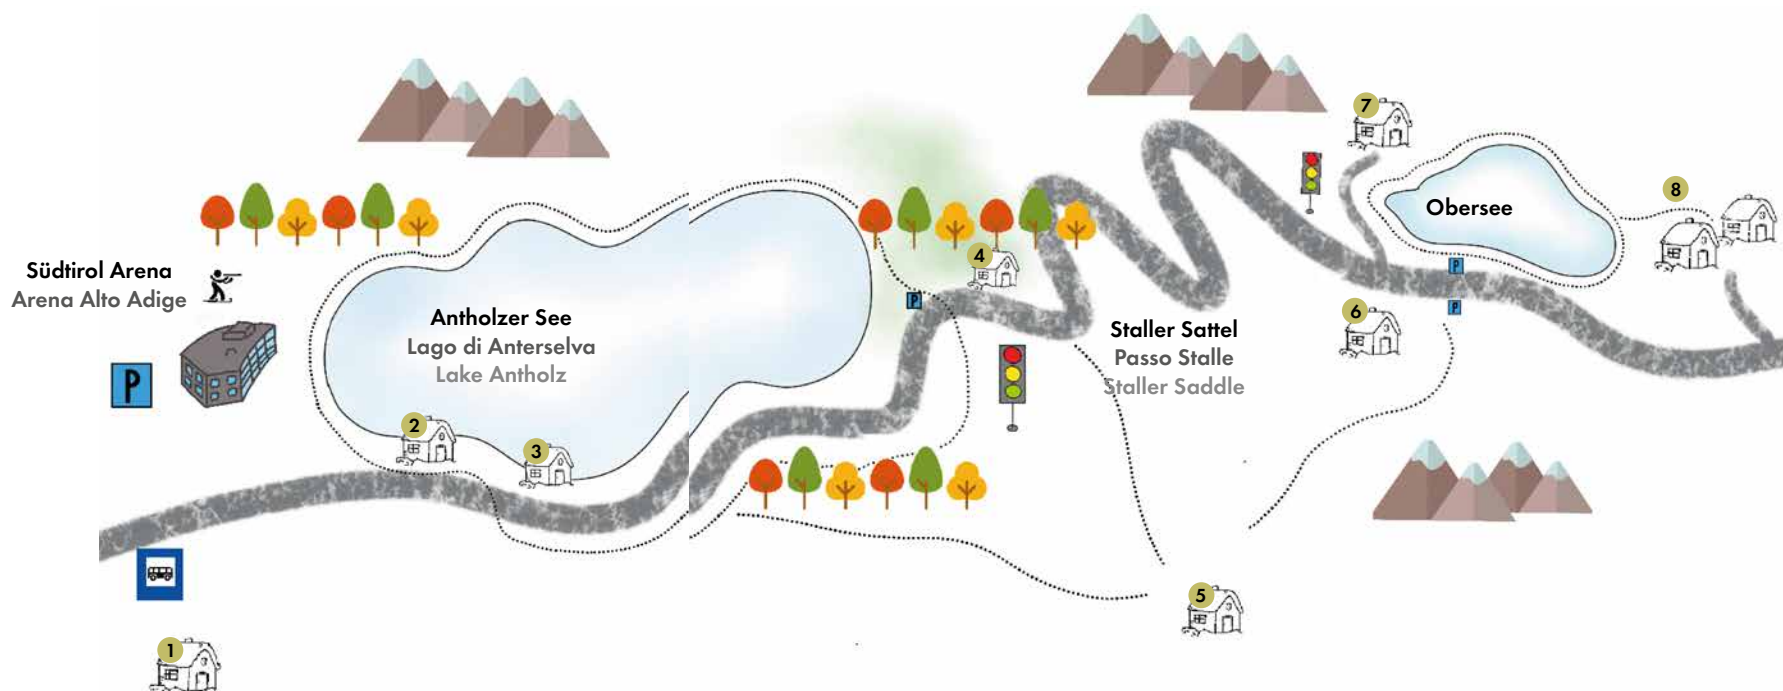 Südtirol Arena
Arena Alto Adige
P
1
Antholzer See
Lago di Anterselva
Lake Antholz
2
3
4
P
Staller Sattel
Passo Stalle
Staller Saddle
5
6
7
P
P
Obersee
8